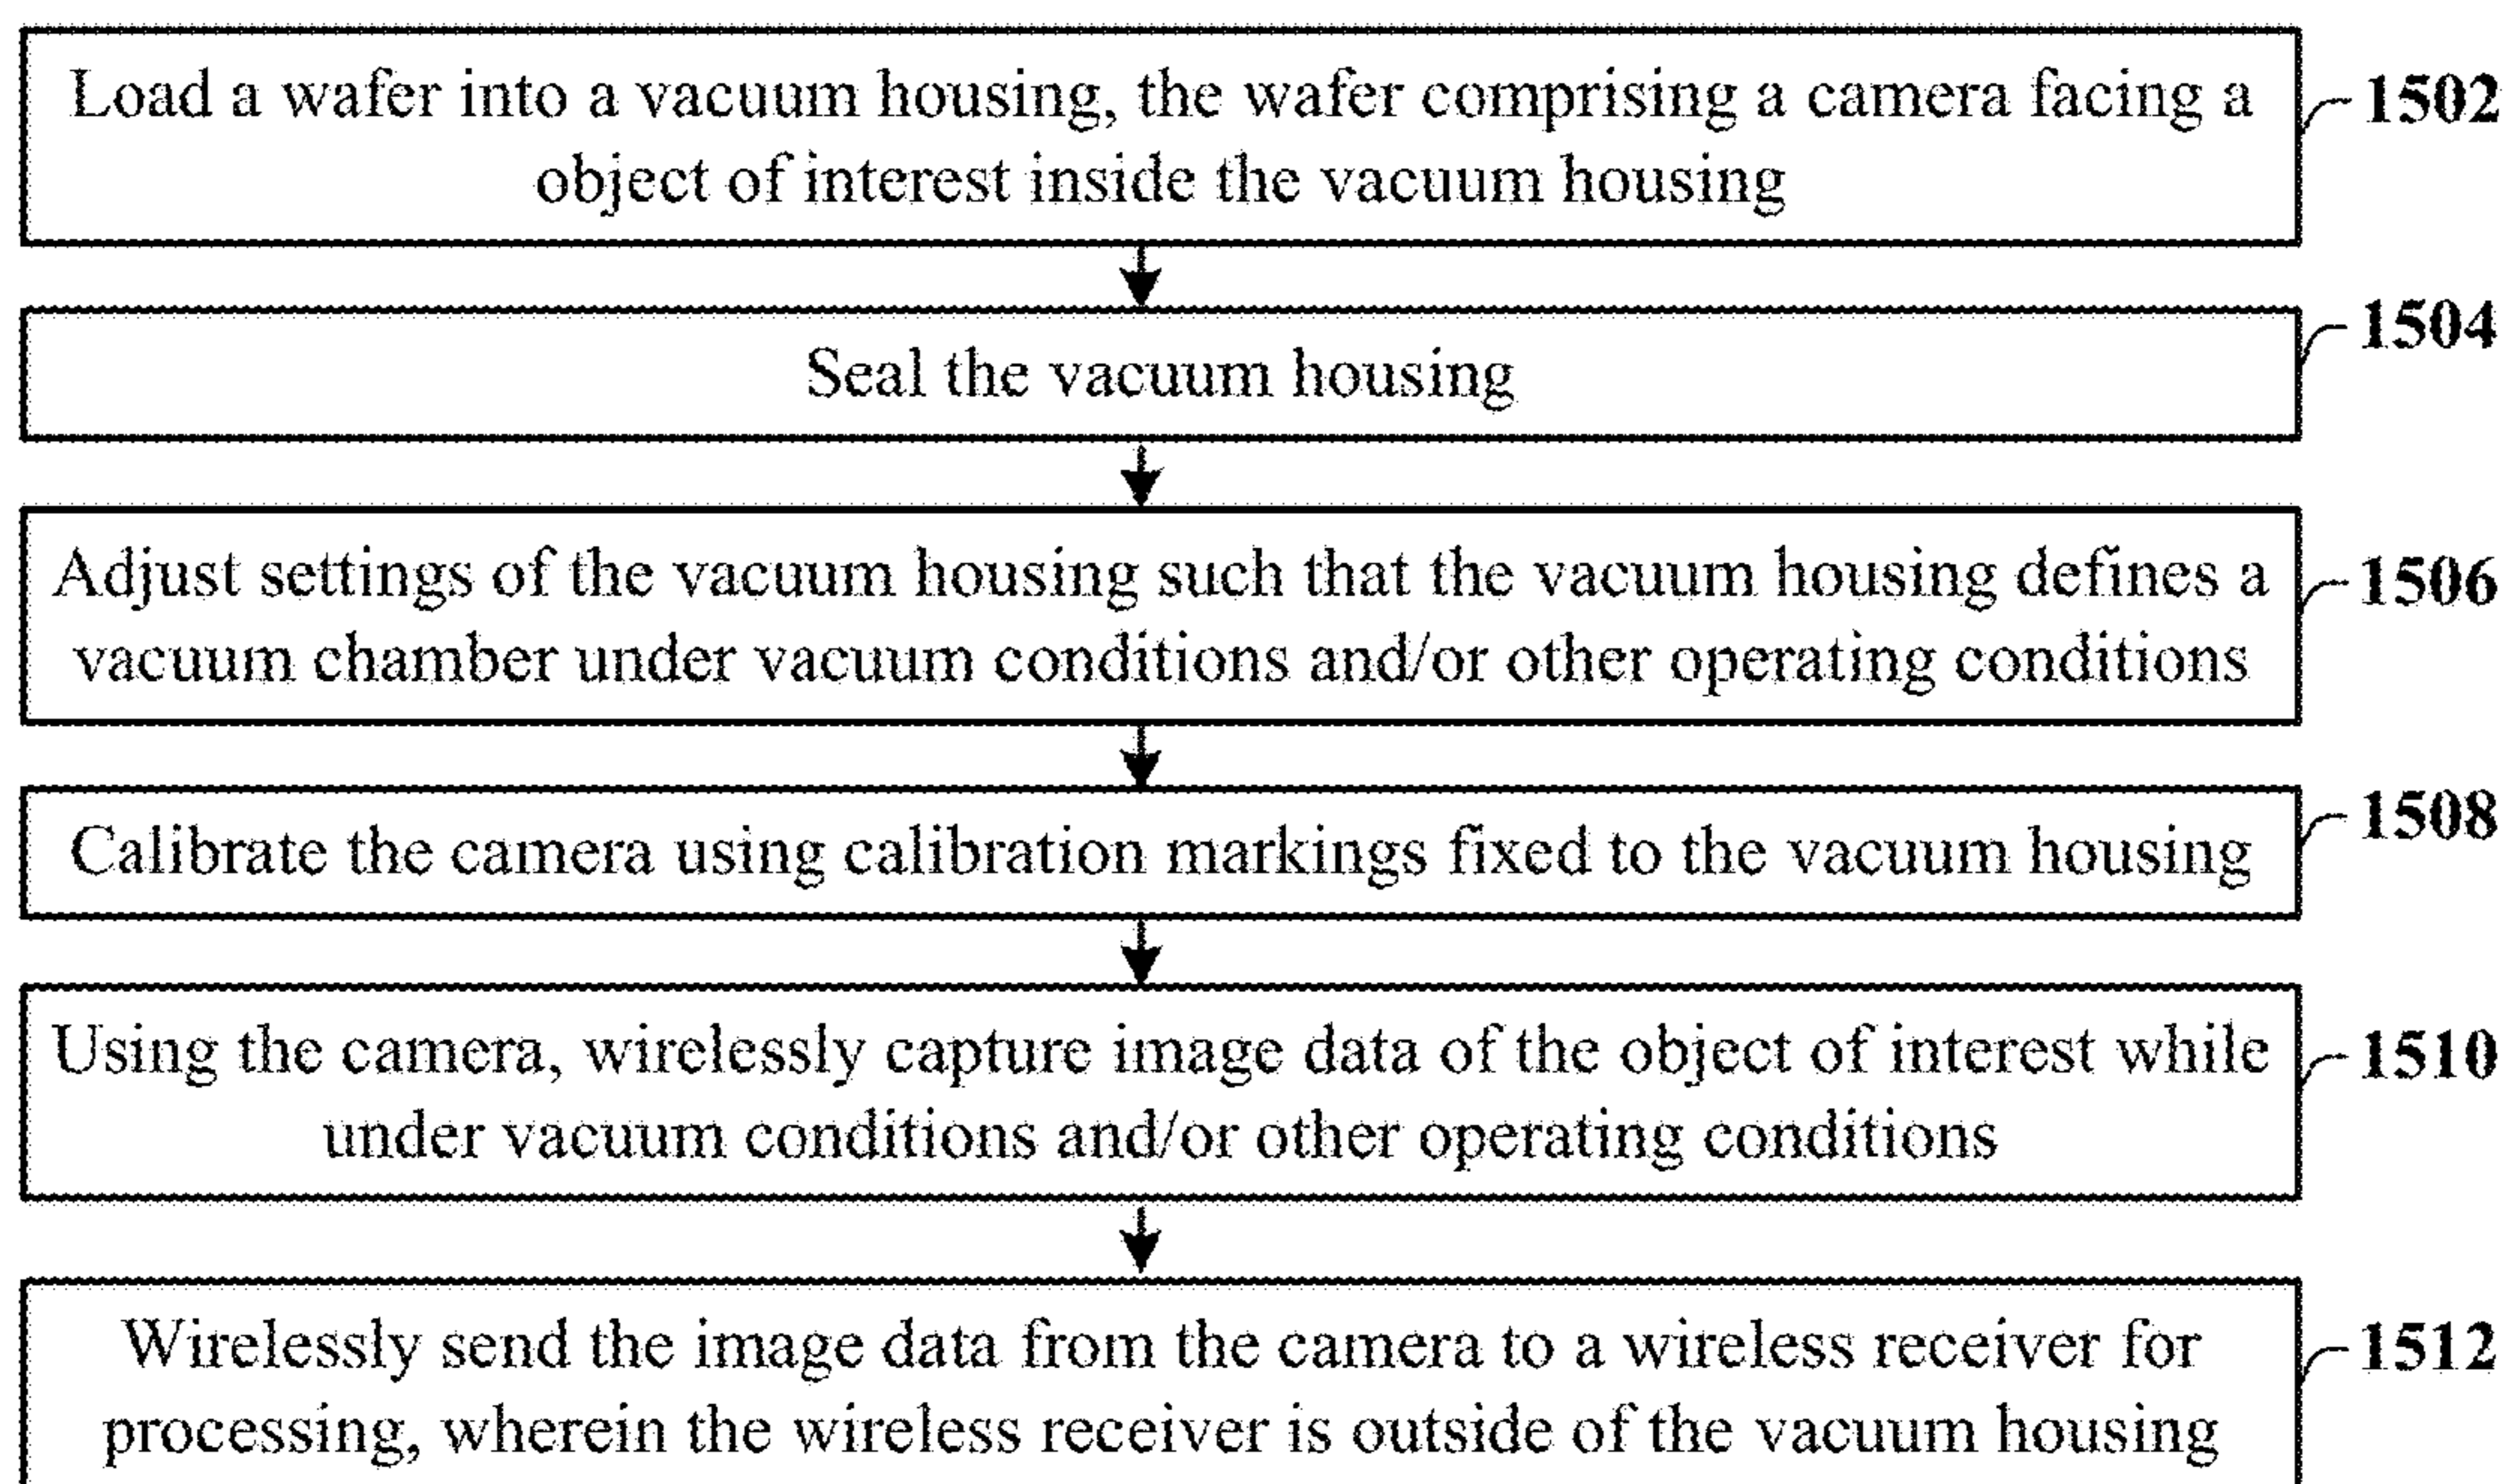 Load a wafer into a vacuum housing, the wafer comprising a camera facing a
object of interest inside the vacuum housing
1502
Seal the vacuum housing
1504
Adjust settings of the vacuum housing such that the vacuum housing defines a
vacuum chamber under vacuum conditions and/or other operating conditions
1506
Calibrate the camera using calibration markings fixed to the vacuum housing
1508
Using the camera, wirelessly capture image data of the object of interest while
under vacuum conditions and/or other operating conditions
1510
Wirelessly send the image data from the camera to a wireless receiver for
processing, wherein the wireless receiver is outside of the vacuum housing
1512